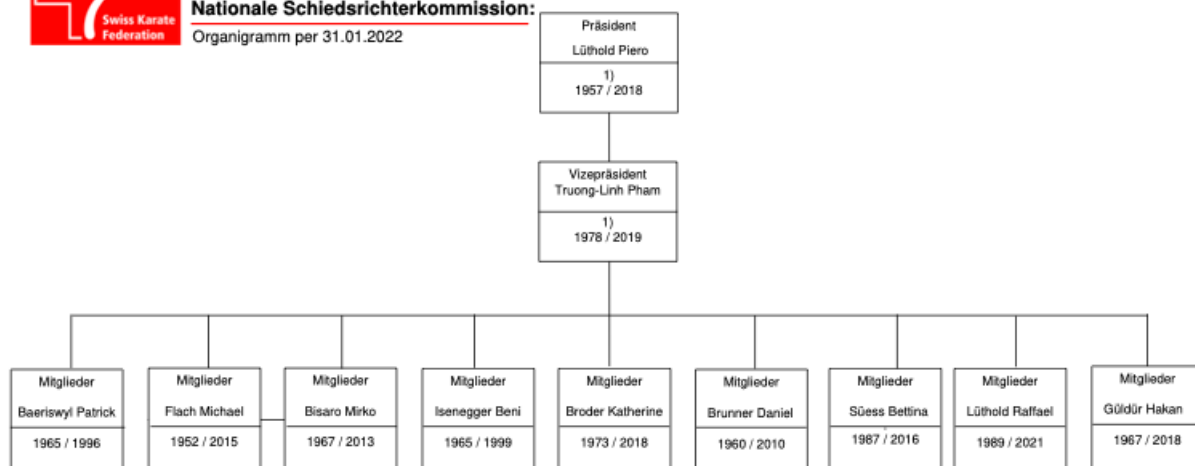 Swiss Karate
Federation
Nationale Schiedsrichterkommission:
Organigramm per 31.01.2022
Präsident
Lüthold Piero
1)
1957 / 2018
Vizepräsident
Truong-Linh Pham
1)
1978 / 2019
Mitglieder
Baeriswyl Patrick
1965 / 1996
Mitglieder
Flach Michael
1952 / 2015
Mitglieder
Bisaro Mirko
1967 / 2013
Mitglieder
Isenegger Beni
1965 / 1999
Mitglieder
Broder Katherine
1973 / 2018
Mitglieder
Brunner Daniel
1960 / 2010
Mitglieder
Süess Bettina
1987 / 2016
Mitglieder
Lüthold Raffael
1989 / 2021
Mitglieder
Güldür Hakan
1967 / 2018